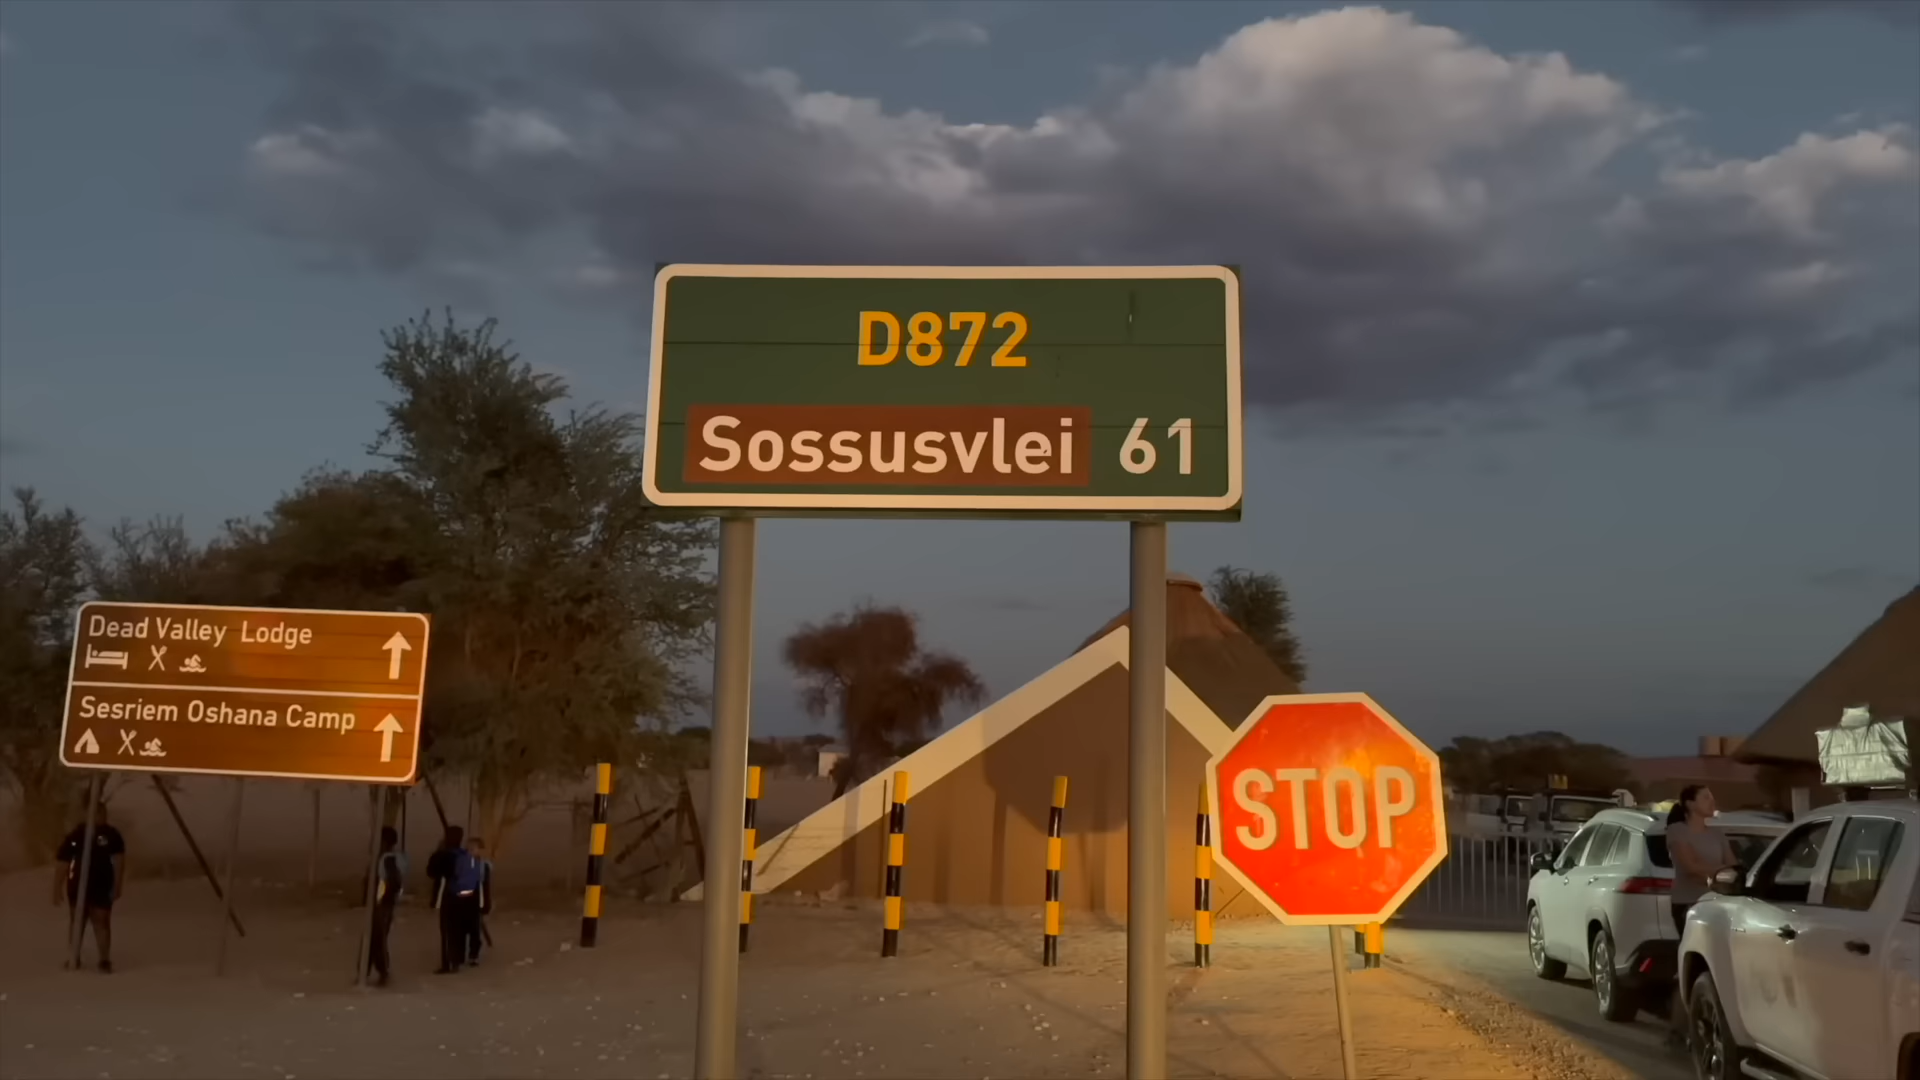 D872
Sossusvlei 61
Dead Valley Lodge
Sesriem Oshana Camp
STOP